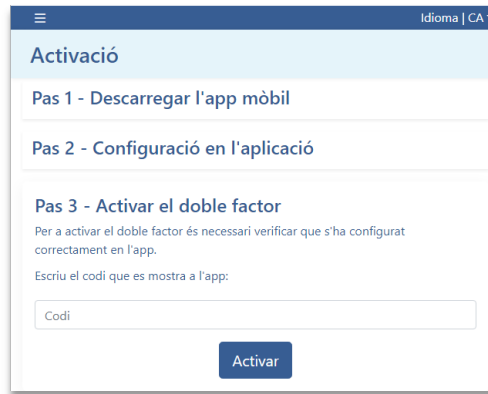 Idioma | CA
Activació
Pas 1 - Descarregar l'app mòbil
Pas 2 - Configuració en l'aplicació
Pas 3 - Activar el doble factor
Per a activar el doble factor és necessari verificar que s'ha configurat
correctament en l'app.
Escriu el codi que es mostra a l'app:
Codi
Activar